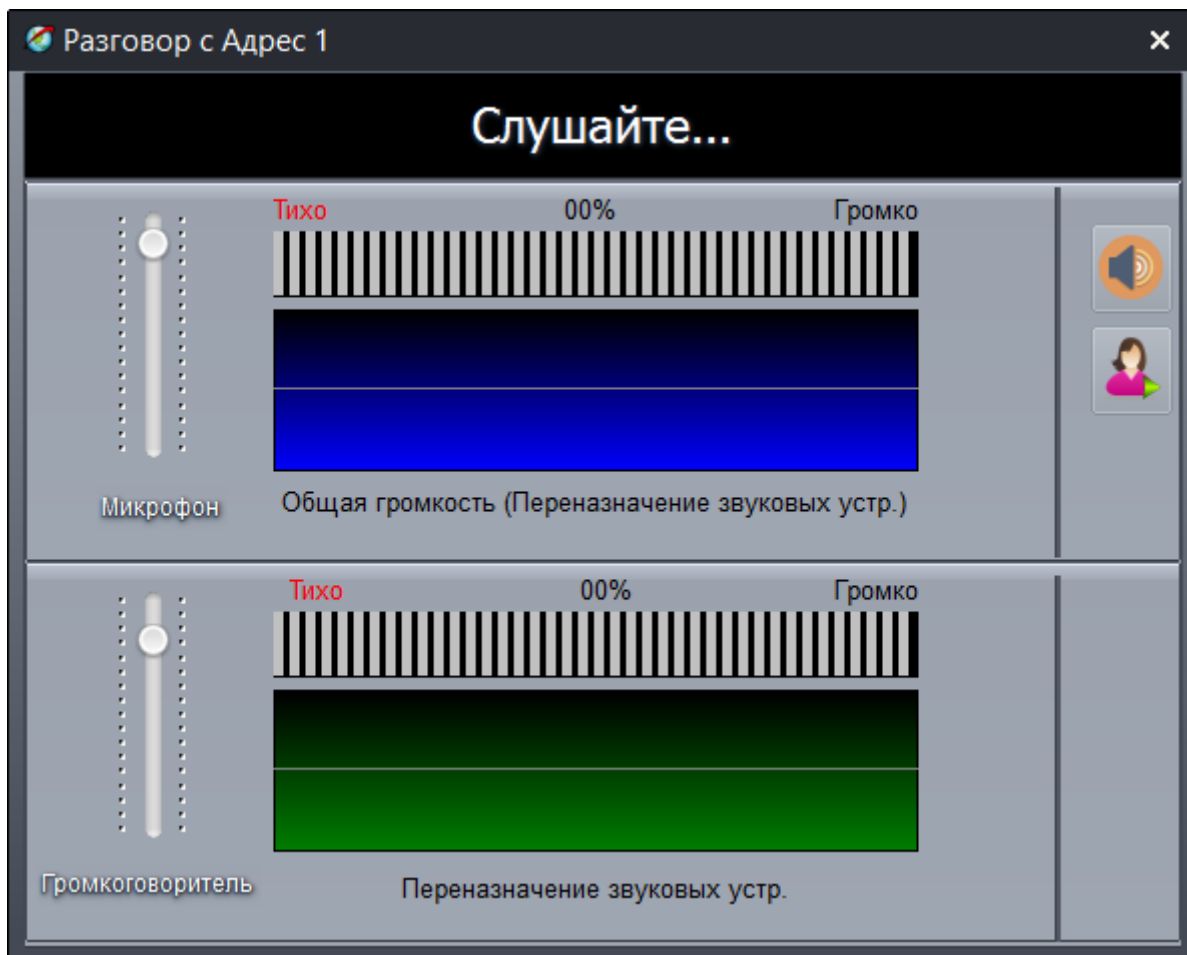 Разговор с Адрес 1
Слушайте...
Тихо 00% Громко
Микрофон
Общая громкость (Переназначение звуковых устр.)
Тихо 00% Громко
Громкоговоритель
Переназначение звуковых устр.